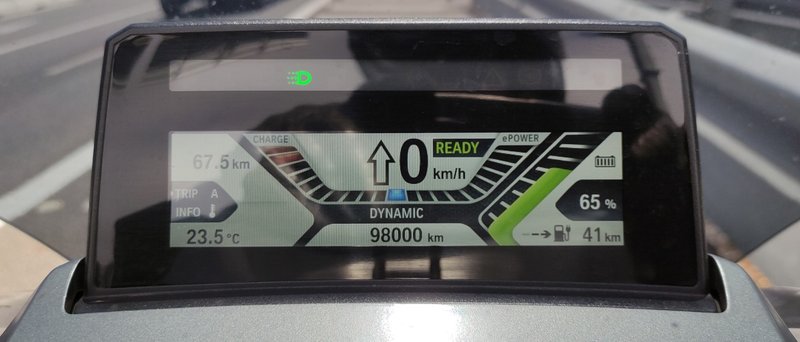 CHARGE
ePOWER
READY
0
km/h
67.5 km
TRIP A
INFO
65 %
DYNAMIC
23.5 °C
98000 km
41 km